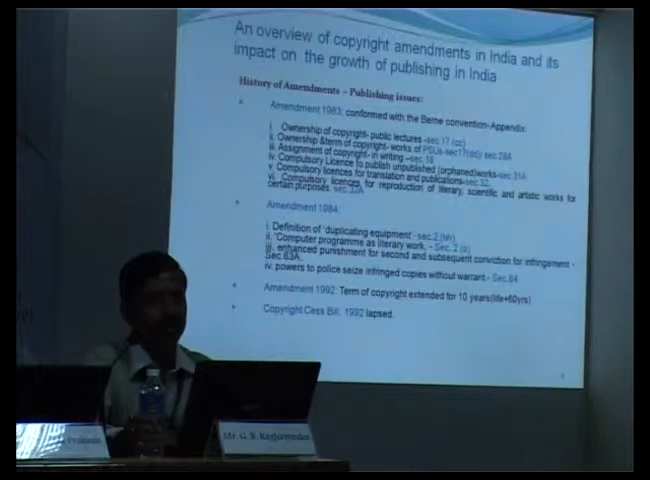 An overview of copyright amendments in India and its
impact on the growth of publishing in India
History of Amendments – Publishing issues:
Amendment 1983: conformed with the Berne convention-Appendix:
i. Ownership of copyright- public lectures -sec.17 (cc)
ii. Ownership &term of copyright- works of PSUs-sec17(dd); sec.28A
iii. Assignment of copyright- in writing -sec.19
iv. Compulsory Licence to publish unpublished (orphaned)works-sec.31A
v. Compulsory licences for translation and publications-sec.32,
vi. Compulsory licences for reproduction of literary, scientific and artistic works for
certain purposes. sec.32A
Amendment 1984:
i. Definition of 'duplicating equipment' - sec.2 (hh)
ii. 'Computer programme as literary work. - Sec. 2 (o)
iii. enhanced punishment for second and subsequent conviction for infringement -
Sec.63A.
iv. powers to police seize infringed copies without warrant.- Sec.64
Amendment 1992: Term of copyright extended for 10 years(life+60yrs)
Copyright Cess Bill, 1992 lapsed.
Prakash
Mr. G. R. Raghavender